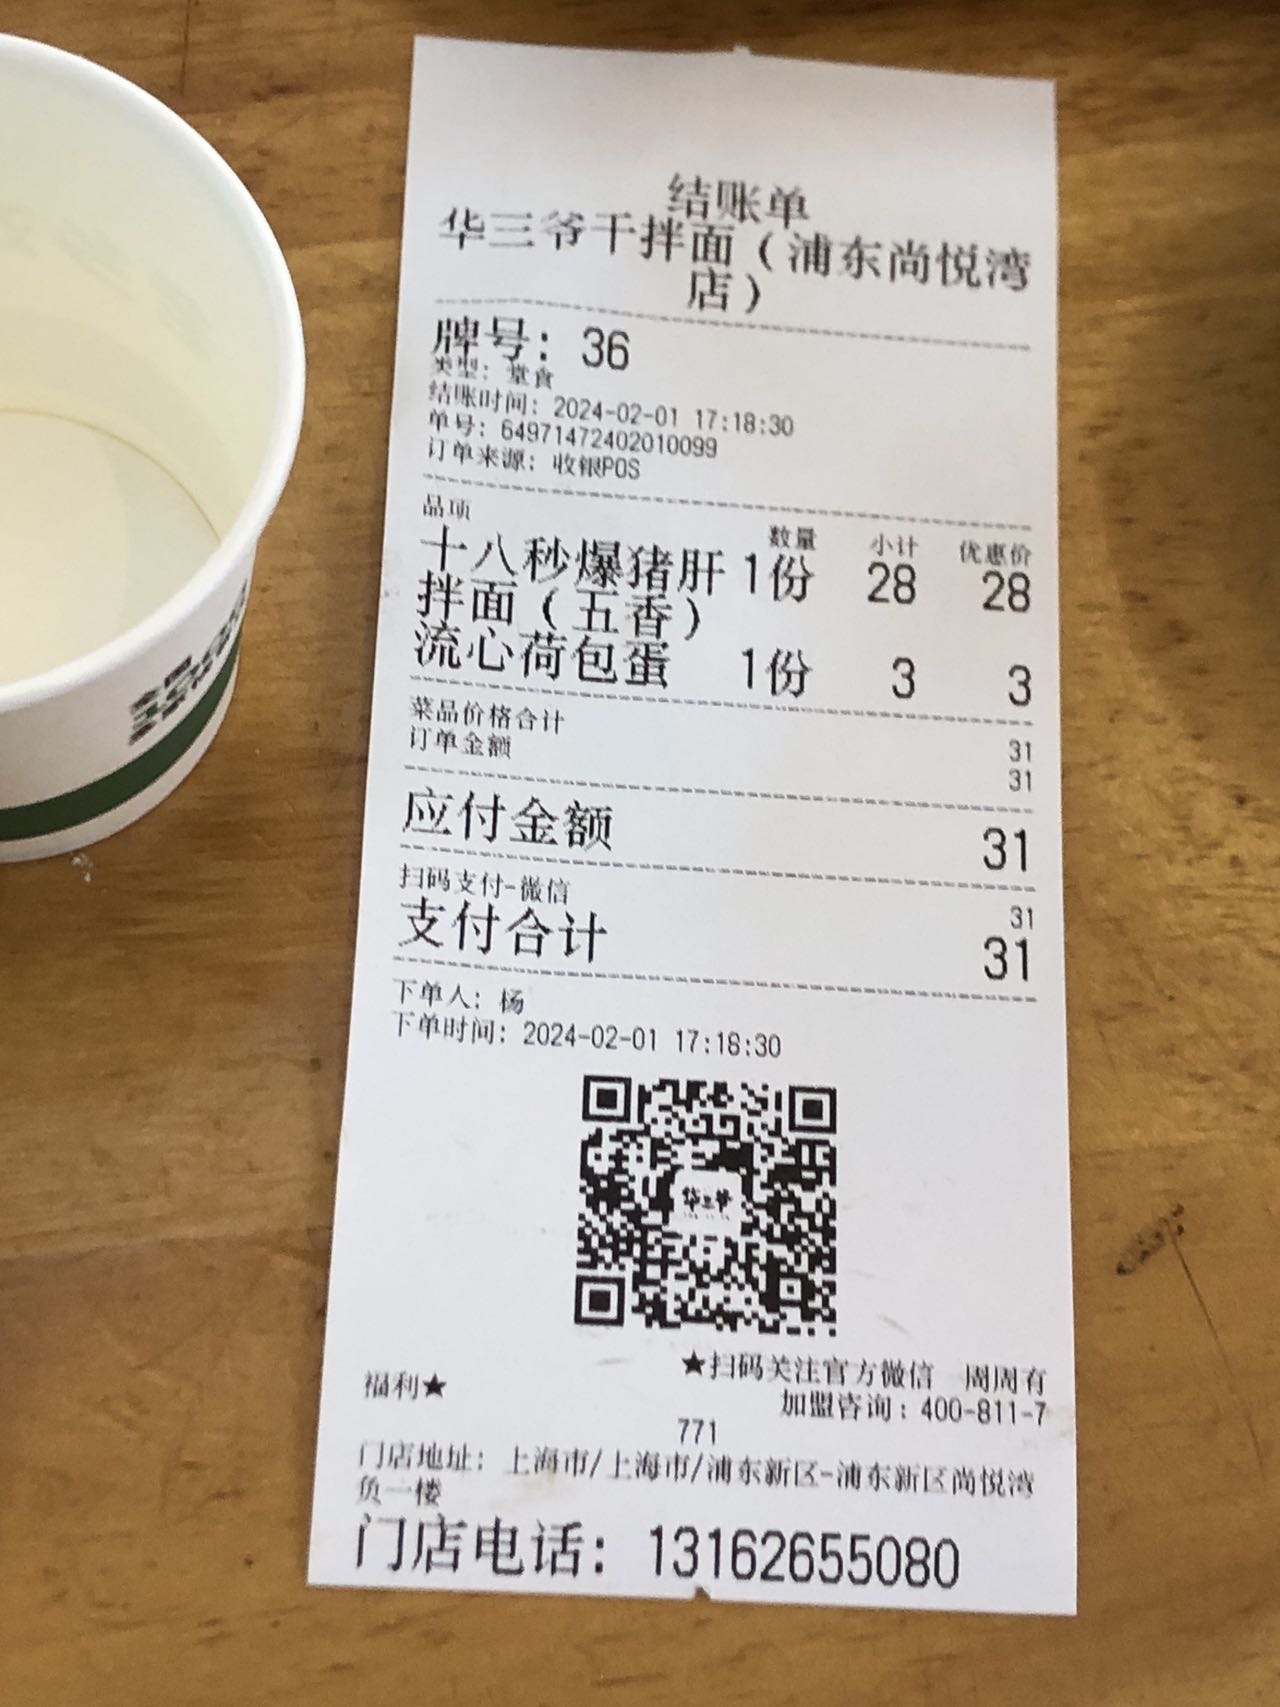 结账单
华三爷干拌面（浦东尚悦湾
店）
牌号：36
类型：堂食
结账时间：2024-02-01 17:18:30
单号：64971472402010099
订单来源：收银POS
品项 数量 小计 优惠价
十八秒爆猪肝 1份 28 28
拌面（五香）
流心荷包蛋 1份 3 3
菜品价格合计 31
订单金额 31
应付金额 31
扫码支付-微信 31
支付合计 31
下单人：杨
下单时间：2024-02-01 17:18:30
华三爷
★扫码关注官方微信 周周有
福利★
加盟咨询：400-811-7
771
门店地址：上海市/上海市/浦东新区-浦东新区尚悦湾
负一楼
门店电话：13162655080